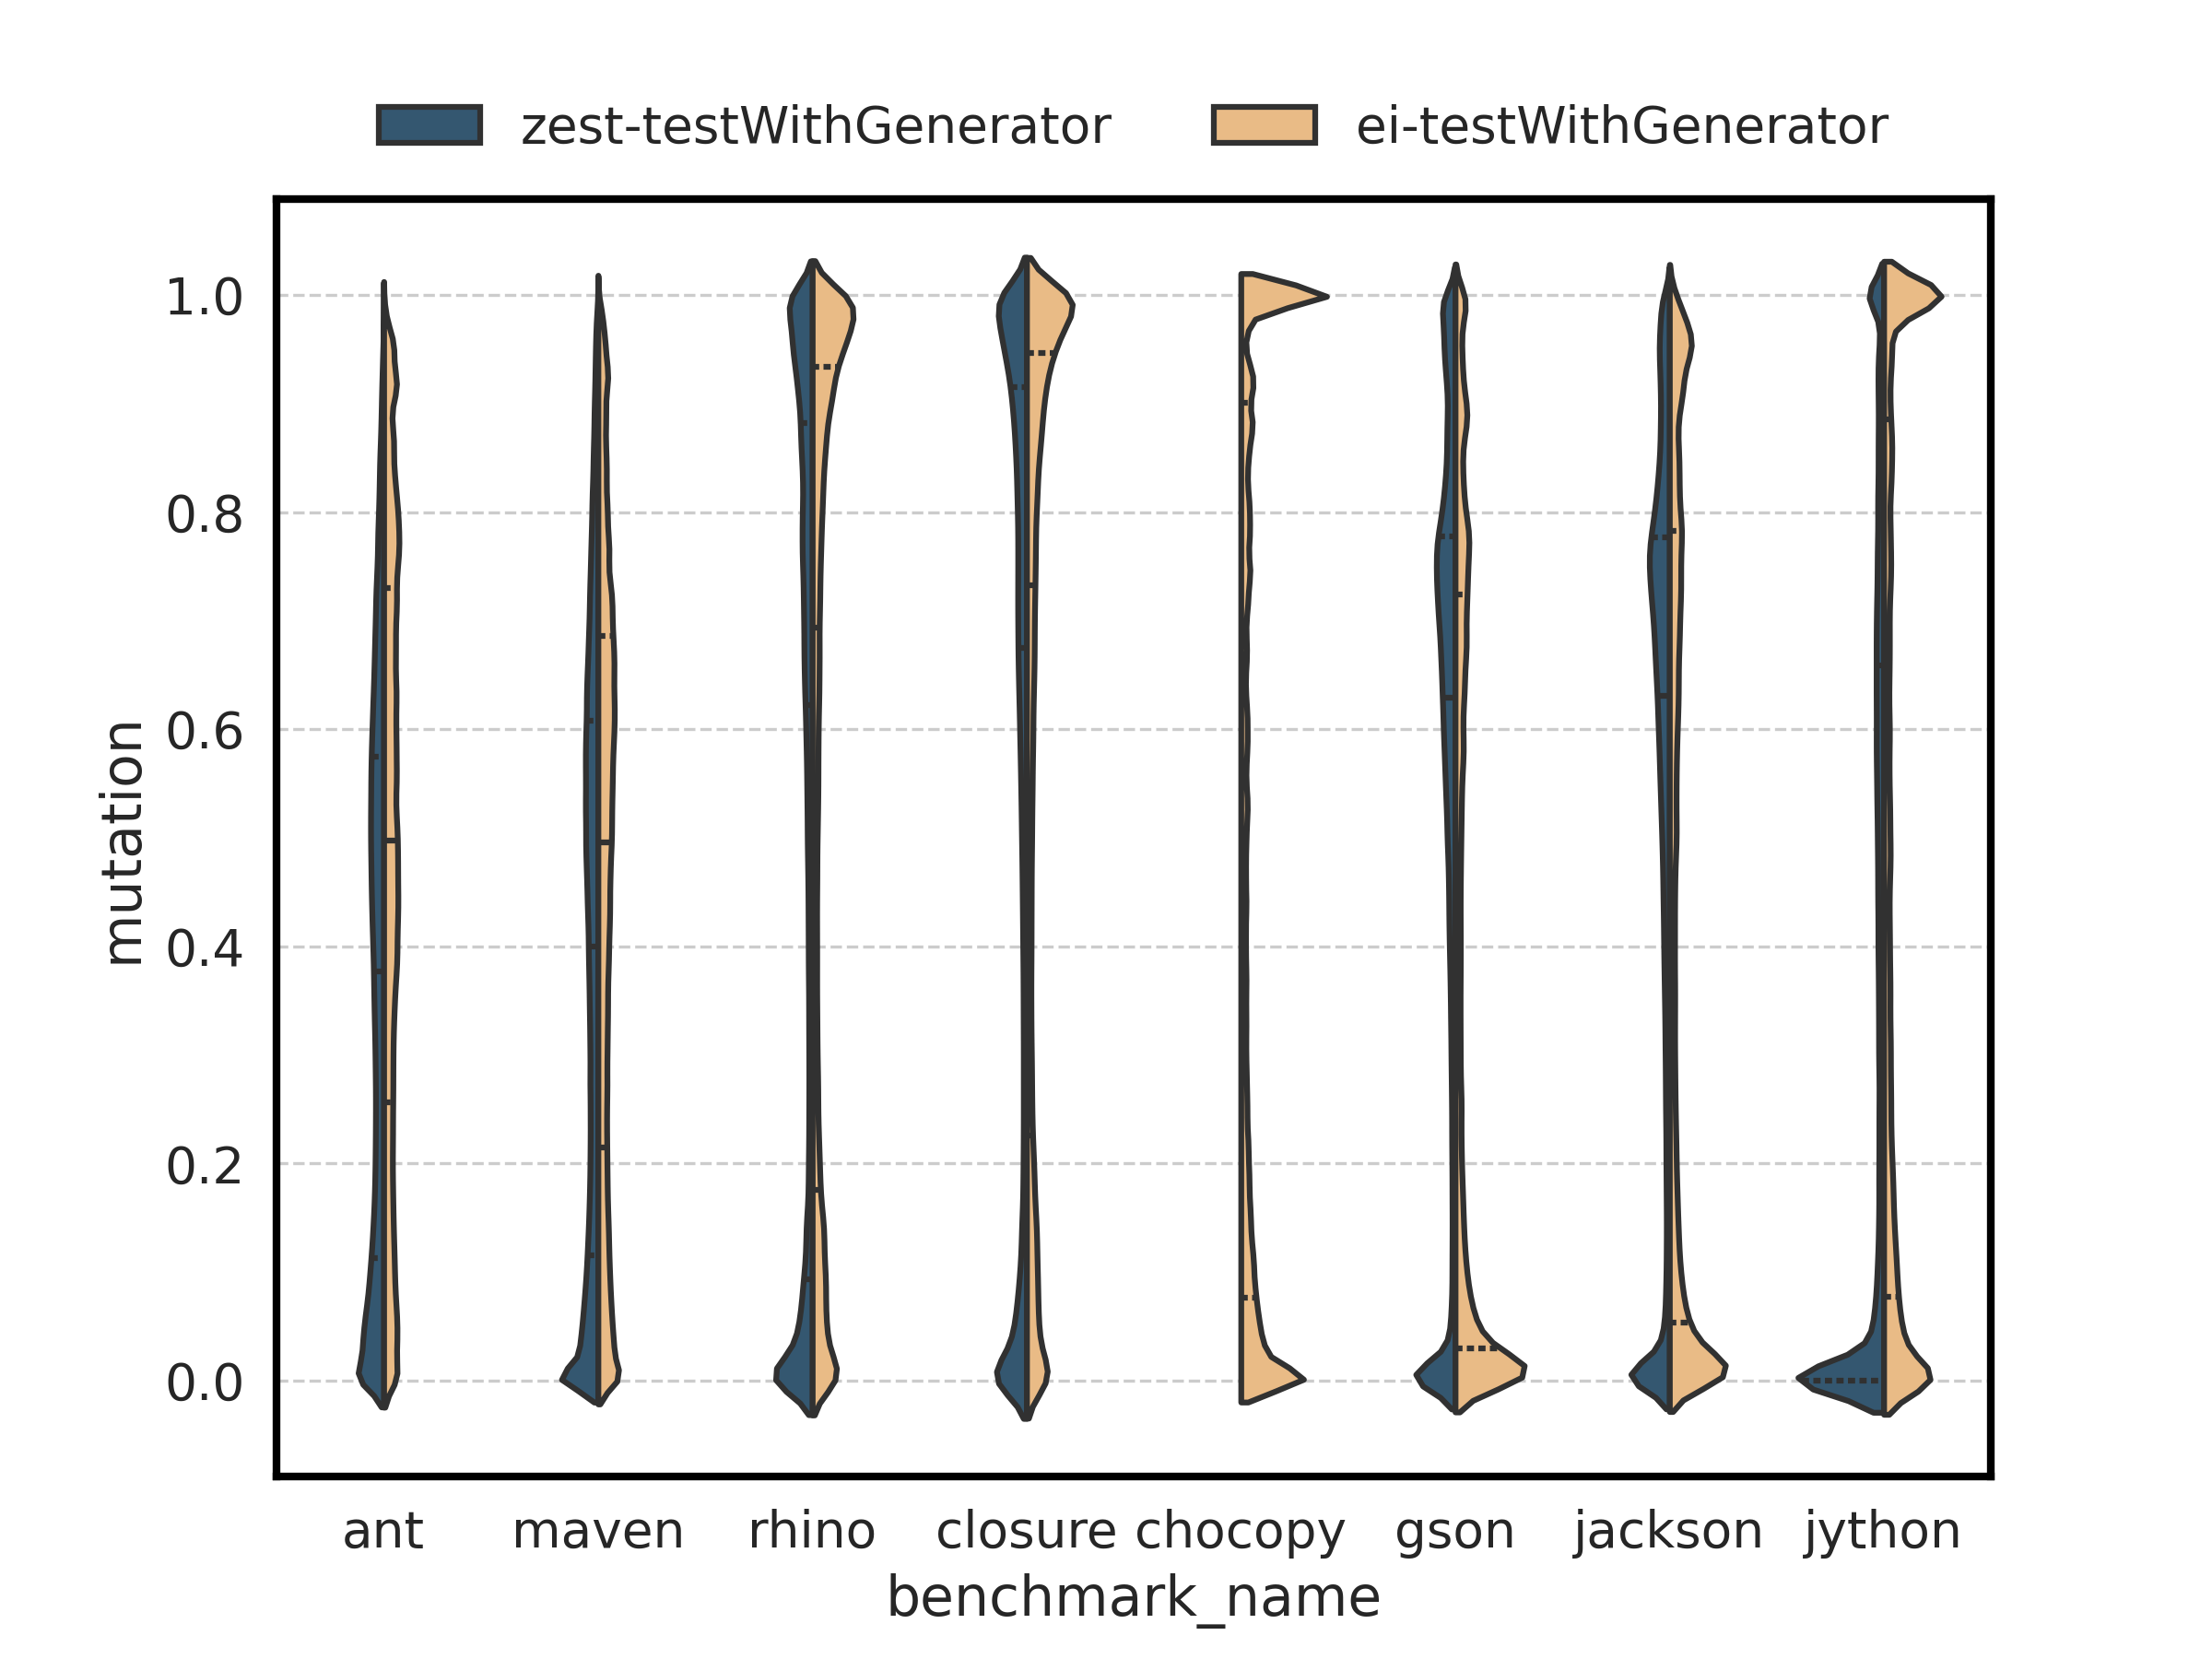 zest-testWithGenerator ei-testWithGenerator
1.0
0.8
0.6
0.4
0.2
0.0
mutation
ant maven rhino closure chocopy gson jackson jython
benchmark_name